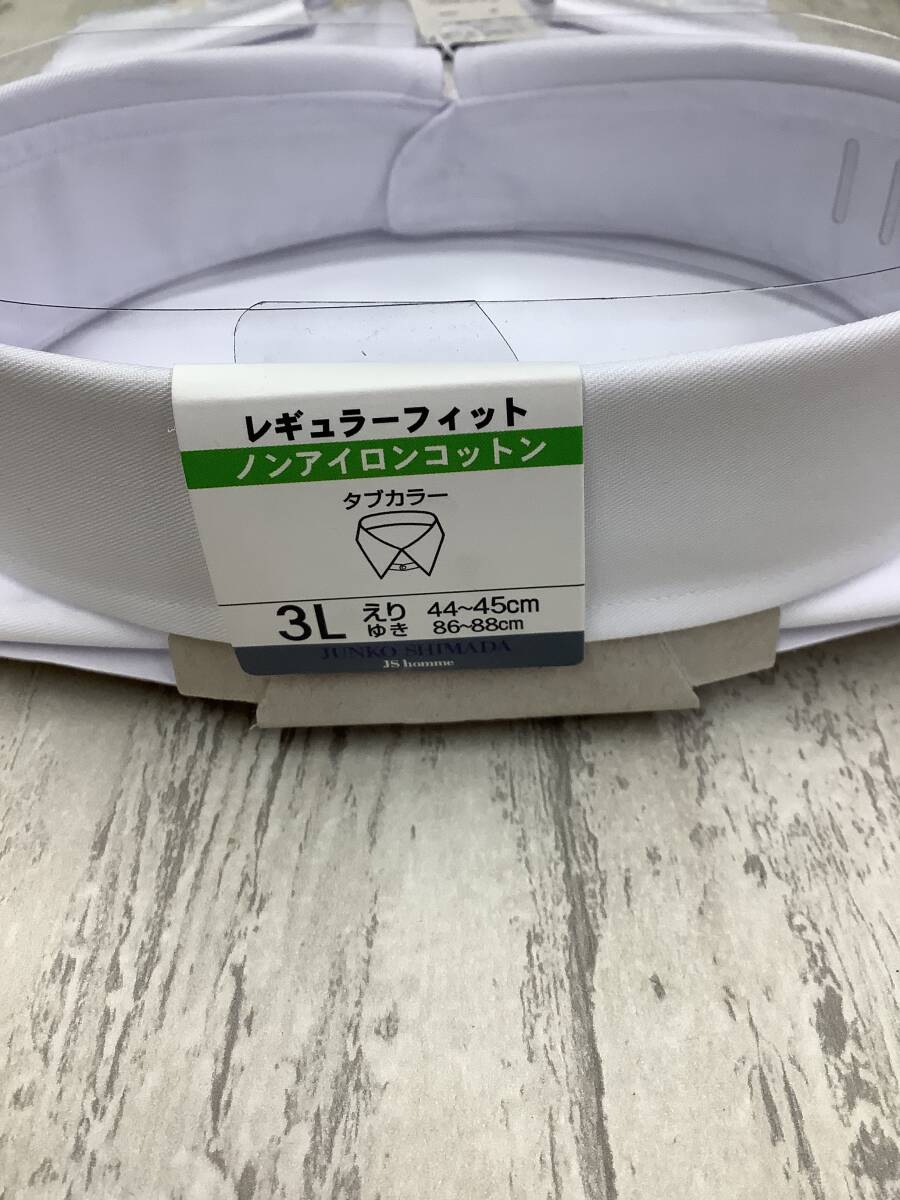 レギュラーフィット
ノンアイロンコットン
タブカラー
3L えり 44~45cm
ゆき 86~88cm
JUNKO SHIMADA
JS homme